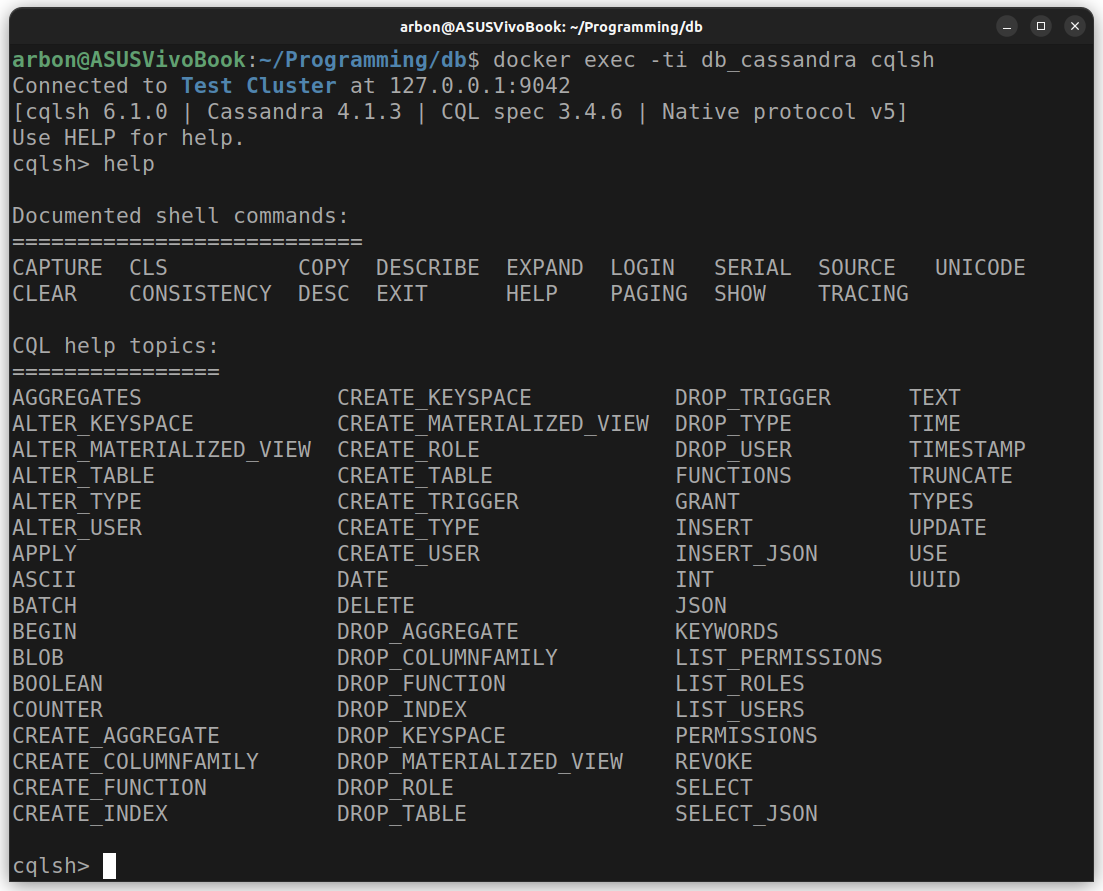 arbon@ASUSVivoBook: ~/Programming/db
arbon@ASUSVivoBook:~/Programming/db$ docker exec -ti db_cassandra cqlsh
Connected to Test Cluster at 127.0.0.1:9042
[cqlsh 6.1.0 | Cassandra 4.1.3 | CQL spec 3.4.6 | Native protocol v5]
Use HELP for help.
cqlsh> help
Documented shell commands:
===========================
CAPTURE  CLS          COPY  DESCRIBE  EXPAND  LOGIN   SERIAL  SOURCE   UNICODE
CLEAR    CONSISTENCY  DESC  EXIT      HELP    PAGING  SHOW    TRACING
CQL help topics:
================
AGGREGATES               CREATE_KEYSPACE           DROP_TRIGGER      TEXT
ALTER_KEYSPACE           CREATE_MATERIALIZED_VIEW  DROP_TYPE         TIME
ALTER_MATERIALIZED_VIEW  CREATE_ROLE               DROP_USER         TIMESTAMP
ALTER_TABLE              CREATE_TABLE              FUNCTIONS         TRUNCATE
ALTER_TYPE               CREATE_TRIGGER            GRANT             TYPES
ALTER_USER               CREATE_TYPE               INSERT            UPDATE
APPLY                    CREATE_USER               INSERT_JSON       USE
ASCII                    DATE                      INT               UUID
BATCH                    DELETE                    JSON
BEGIN                    DROP_AGGREGATE            KEYWORDS
BLOB                     DROP_COLUMNFAMILY         LIST_PERMISSIONS
BOOLEAN                  DROP_FUNCTION             LIST_ROLES
COUNTER                  DROP_INDEX                LIST_USERS
CREATE_AGGREGATE         DROP_KEYSPACE             PERMISSIONS
CREATE_COLUMNFAMILY      DROP_MATERIALIZED_VIEW    REVOKE
CREATE_FUNCTION          DROP_ROLE                 SELECT
CREATE_INDEX             DROP_TABLE                SELECT_JSON
cqlsh>